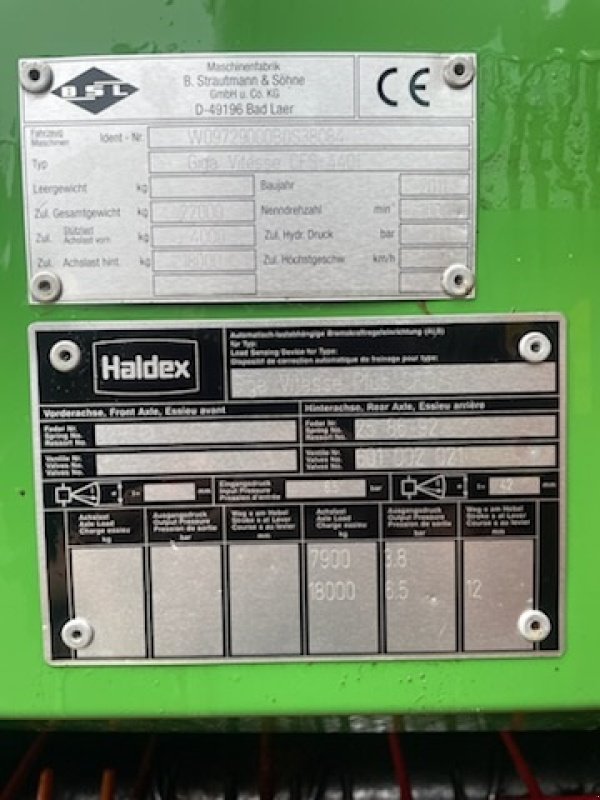 BSL
Maschinenfabrik
B. Strautmann & Söhne
GmbH u. Co. KG
D-49196 Bad Laer
CE
Fahrzeug
Maschinen Ident - Nr.
Typ Giga Vitesse CFS
Leergewicht kg Baujahr
Zul. Gesamtgewicht kg 22000 Nenndrehzahl min
Zul. Stützlast
Achslast vorn kg 4000 Zul. Hydr. Druck bar
Zul. Achslast hint. kg 18000 Zul. Höchstgeschw. km/h
Haldex
Automatisch-lastabhängige Bremskraftregeleinrichtung (ALB)
für Typ:
Load Sensing Device for Type:
Dispositif de correction automatique de freinage pour type:
Vitesse Plus
Vorderachse, Front Axle, Essieu avant Hinterachse, Rear Axle, Essieu arrière
Feder Nr.
Spring No.
Ressort No.
Feder Nr.
Spring No.
Ressort No.
Ventile Nr.
Valves No.
Valves No.
Ventile Nr.
Valves No.
Valves No.
mm Eingangsdruck
Input Pressure
Pression d'entrée
bar 42 mm
Achslast
Axle Load
Charge essieu
kg
Ausgangsdruck
Output Pressure
Pression de sortie
bar
Weg s am Hebel
Stroke s at Lever
Course s au levier
mm
Achslast
Axle Load
Charge essieu
kg
Ausgangsdruck
Output Pressure
Pression de sortie
bar
Weg s am Hebel
Stroke s at Lever
Course s au levier
mm
7900 3.8
18000 6.5 12